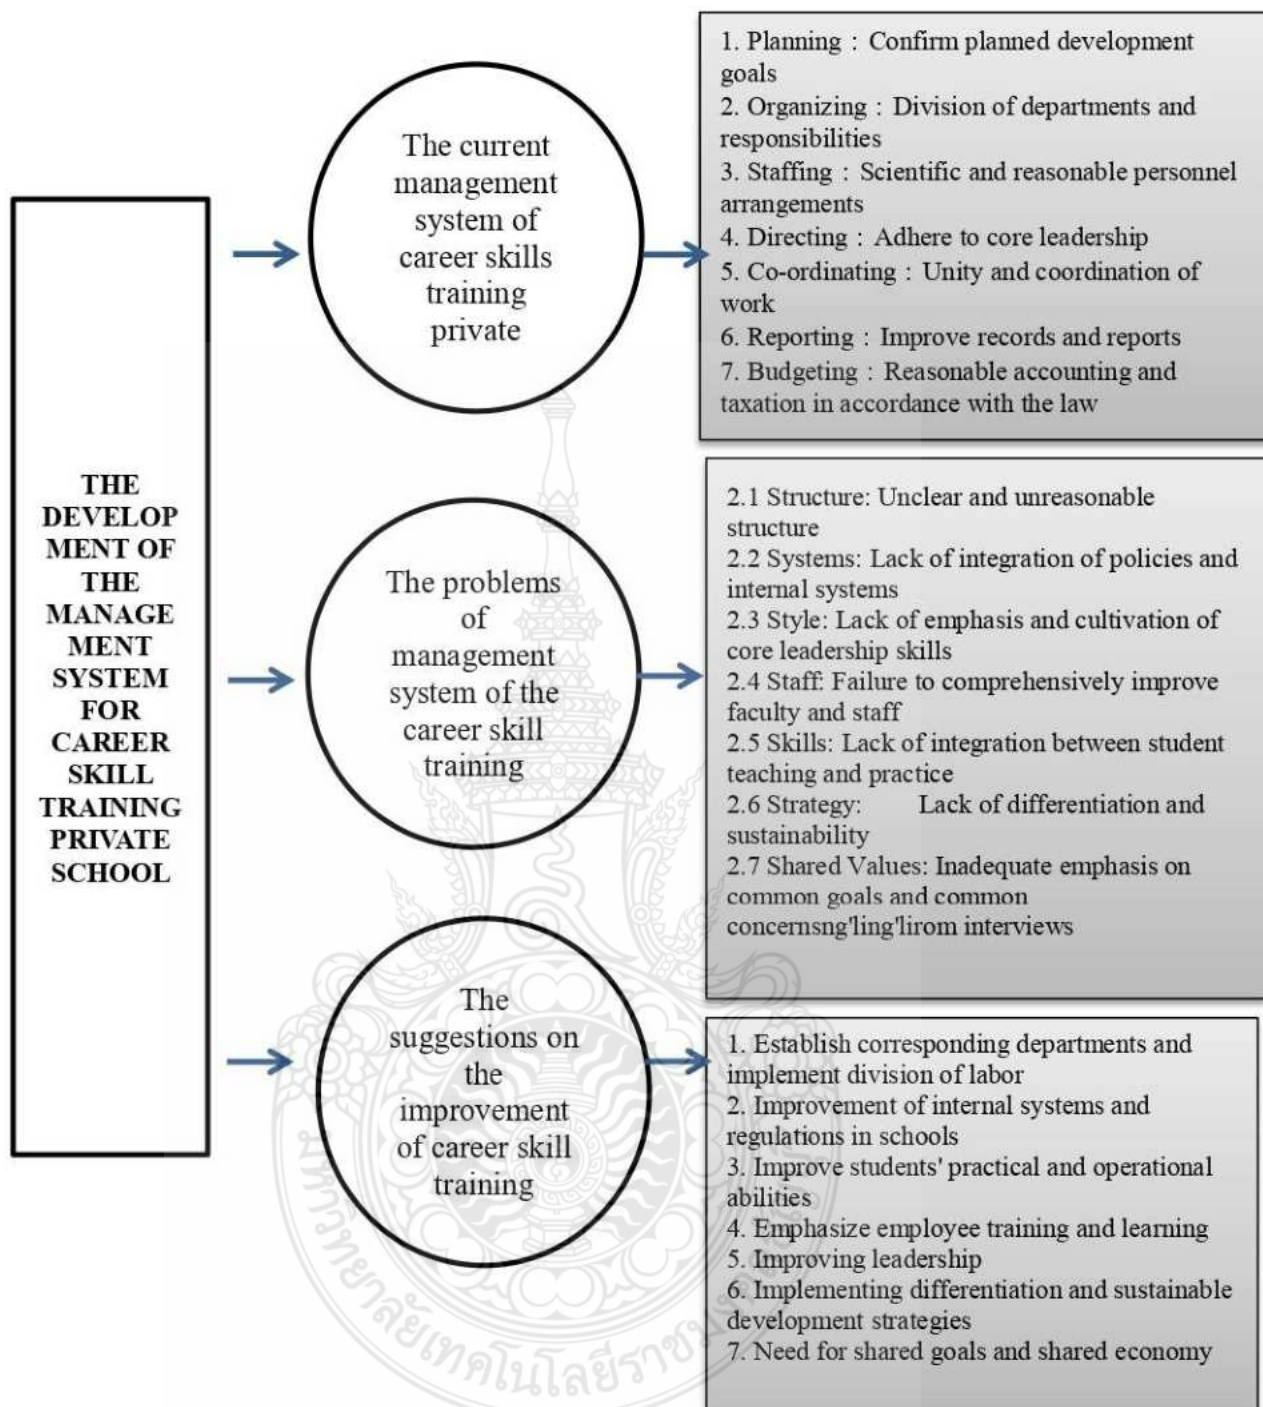 THE
DEVELOP
MENT OF
THE
MANAGE
MENT
SYSTEM
FOR
CAREER
SKILL
TRAINING
PRIVATE
SCHOOL
The current
management
system of
career skills
training
private
1. Planning : Confirm planned development
goals
2. Organizing : Division of departments and
responsibilities
3. Staffing : Scientific and reasonable personnel
arrangements
4. Directing : Adhere to core leadership
5. Co-ordinating : Unity and coordination of
work
6. Reporting : Improve records and reports
7. Budgeting : Reasonable accounting and
taxation in accordance with the law
The problems
of
management
system of the
career skill
training
2.1 Structure: Unclear and unreasonable
structure
2.2 Systems: Lack of integration of policies and
internal systems
2.3 Style: Lack of emphasis and cultivation of
core leadership skills
2.4 Staff: Failure to comprehensively improve
faculty and staff
2.5 Skills: Lack of integration between student
teaching and practice
2.6 Strategy: Lack of differentiation and
sustainability
2.7 Shared Values: Inadequate emphasis on
common goals and common
concernsng'ling'lirom interviews
The
suggestions on
the
improvement
of career skill
training
1. Establish corresponding departments and
implement division of labor
2. Improvement of internal systems and
regulations in schools
3. Improve students' practical and operational
abilities
4. Emphasize employee training and learning
5. Improving leadership
6. Implementing differentiation and sustainable
development strategies
7. Need for shared goals and shared economy